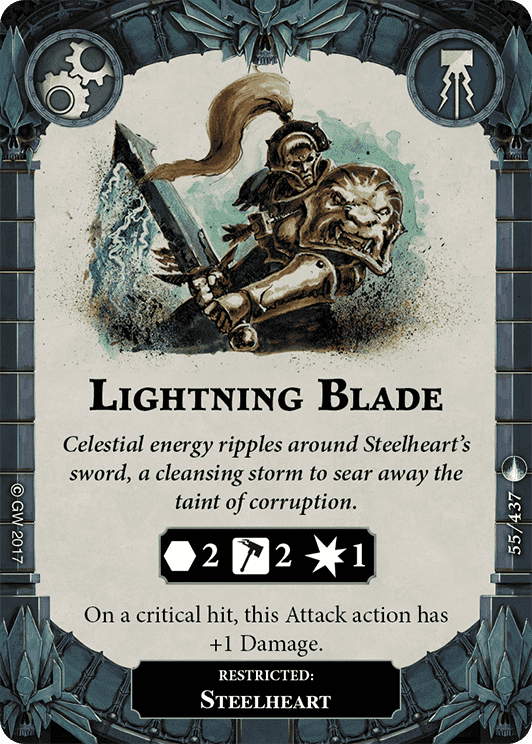 LIGHTNING BLADE
Celestial energy ripples around Steelheart's
sword, a cleansing storm to sear away the
taint of corruption.
2 2 1
On a critical hit, this Attack action has
+1 Damage.
RESTRICTED:
STEELHEART
© GW 2017
55/437